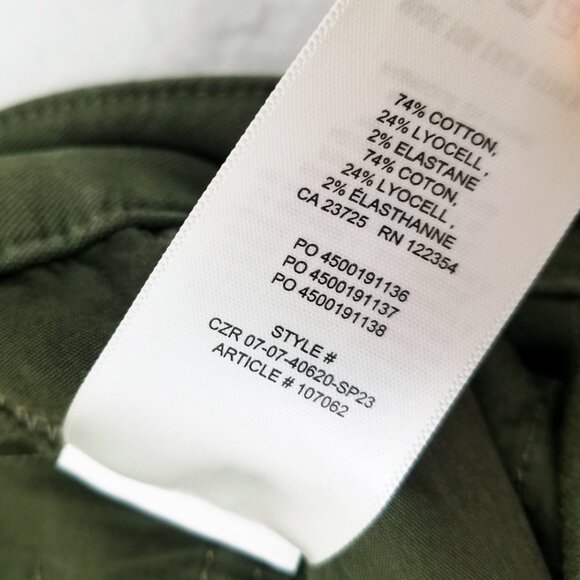 74% COTTON,
24% LYOCELL,
2% ELASTANE
74% COTON,
24% LYOCELL,
2% ÉLASTHANNE
CA 23725 RN 122354
PO 4500191136
PO 4500191137
PO 4500191138
STYLE #
CZR 07-07-40620-SP23
ARTICLE # 107062